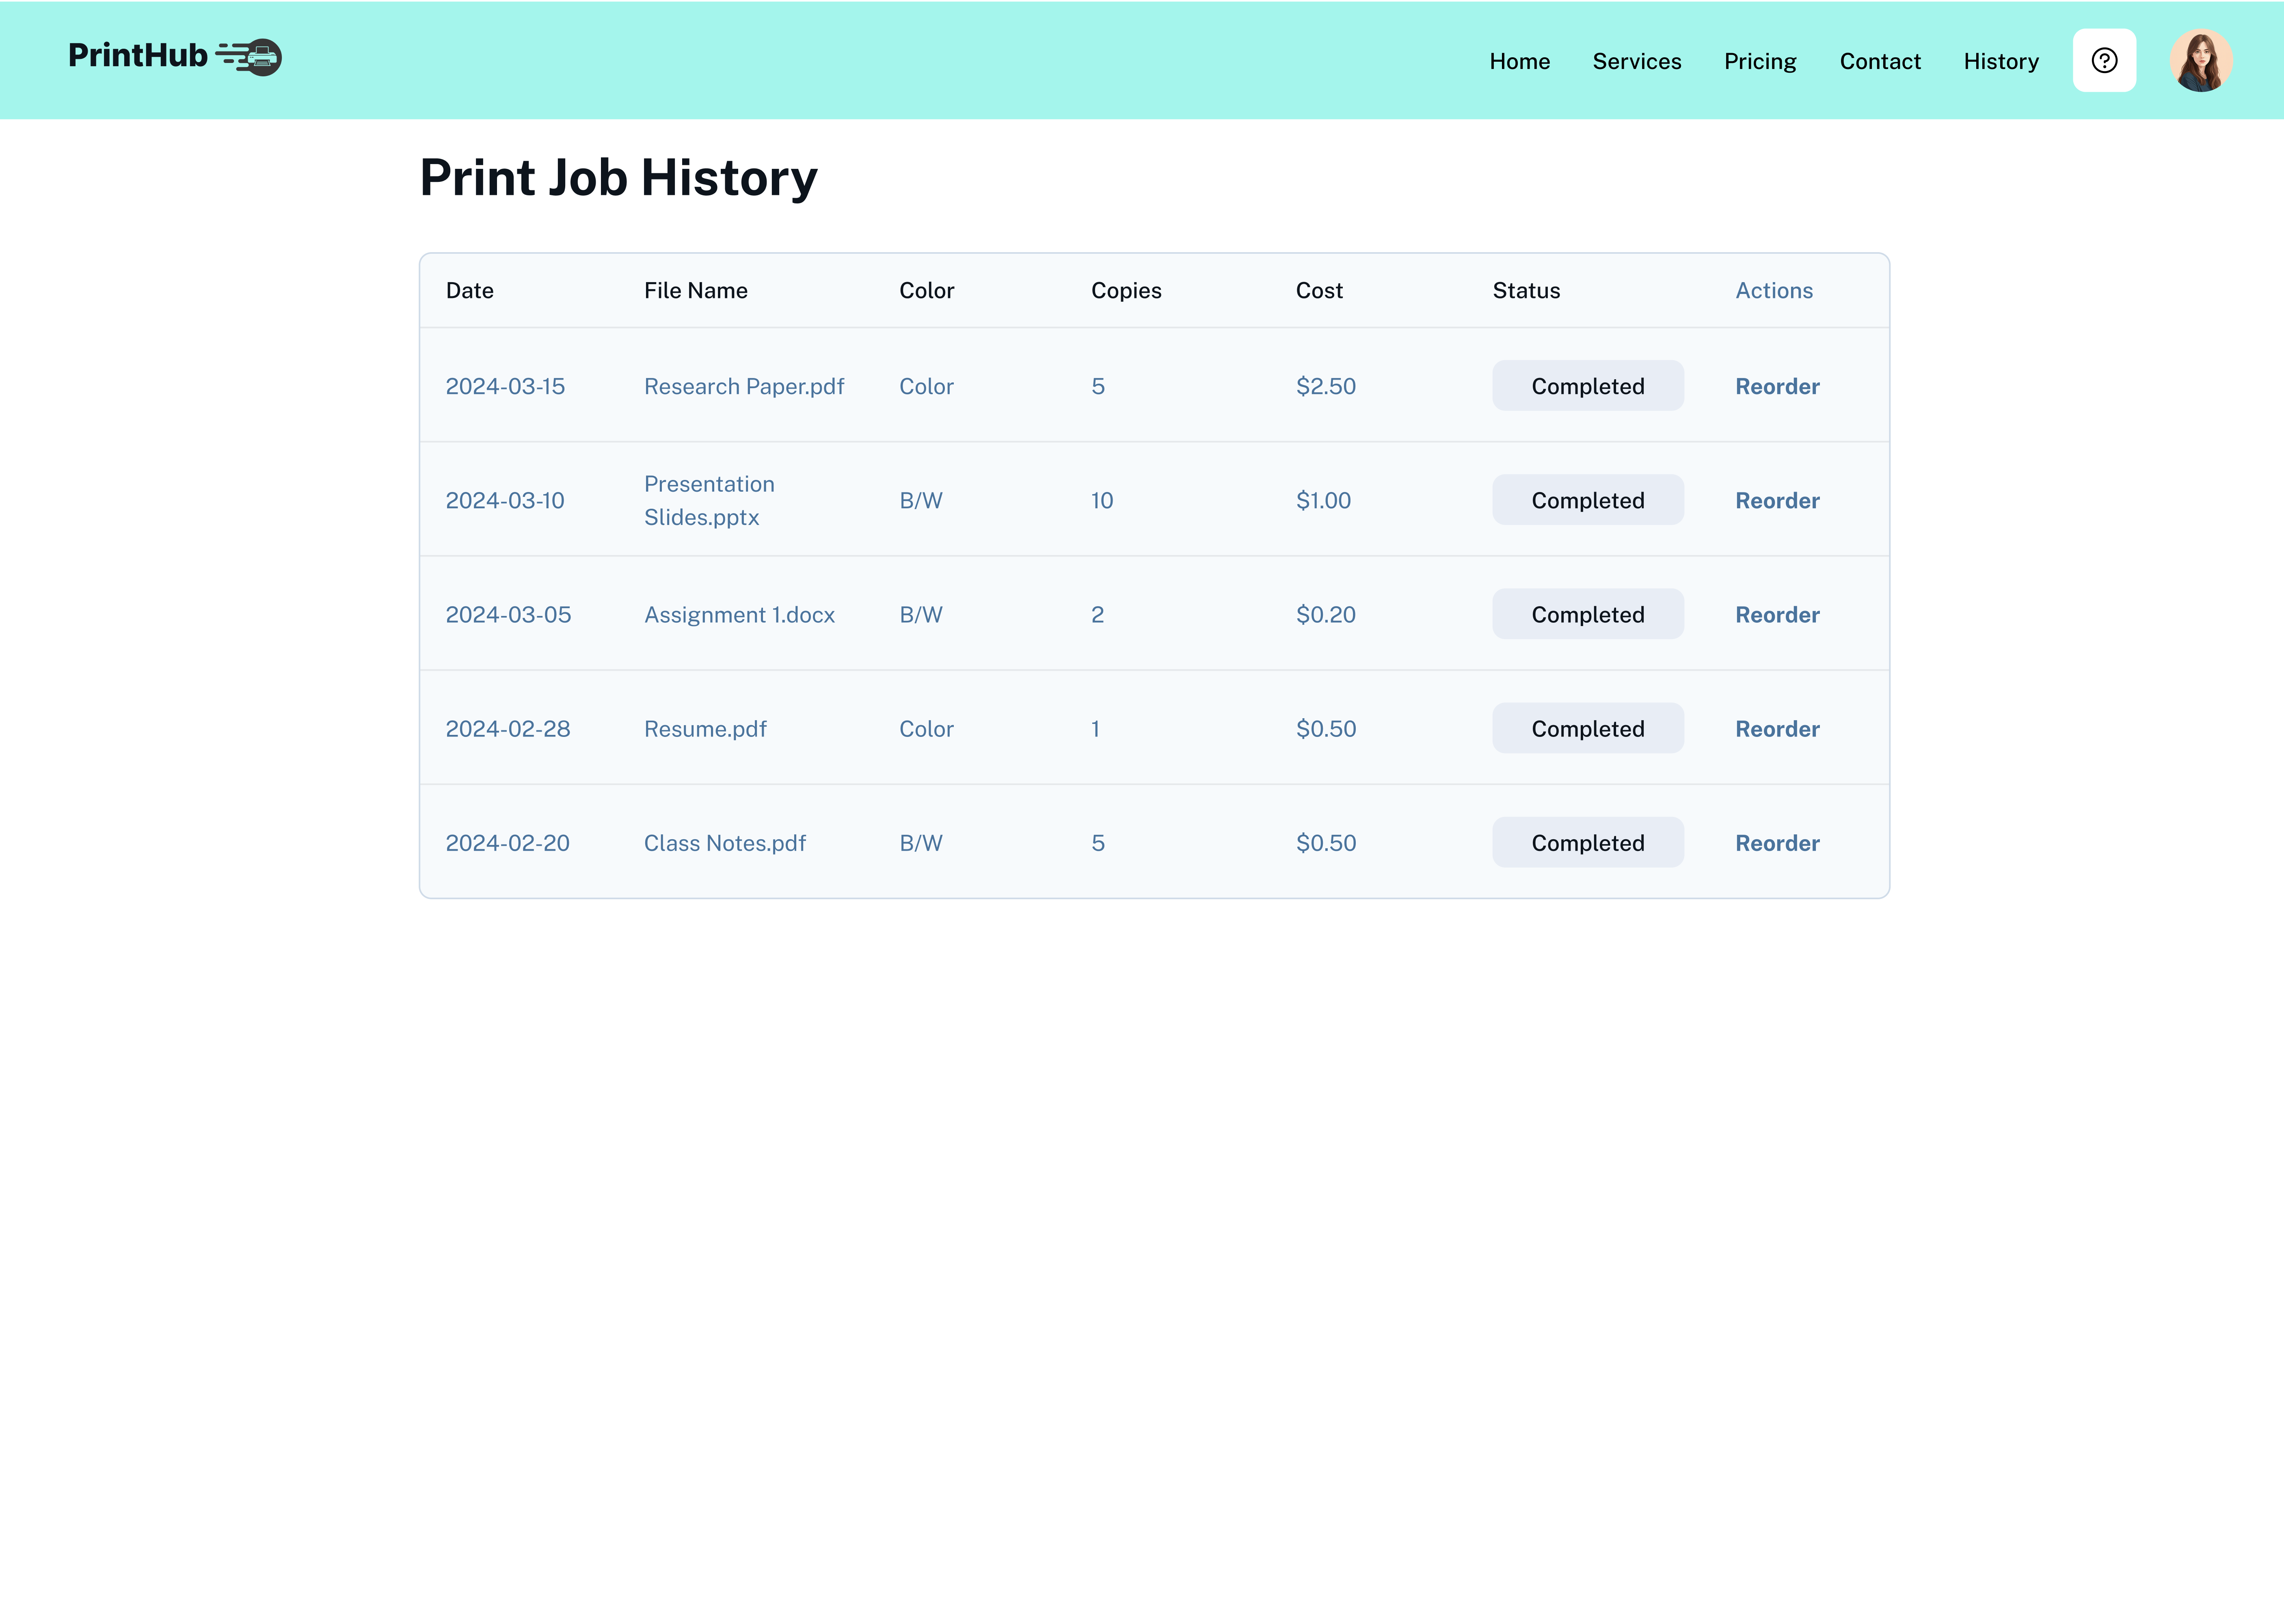 PrintHub
Home Services Pricing Contact History
Print Job History
Date File Name Color Copies Cost Status Actions
2024-03-15 Research Paper.pdf Color 5 $2.50 Completed Reorder
2024-03-10 Presentation Slides.pptx B/W 10 $1.00 Completed Reorder
2024-03-05 Assignment 1.docx B/W 2 $0.20 Completed Reorder
2024-02-28 Resume.pdf Color 1 $0.50 Completed Reorder
2024-02-20 Class Notes.pdf B/W 5 $0.50 Completed Reorder